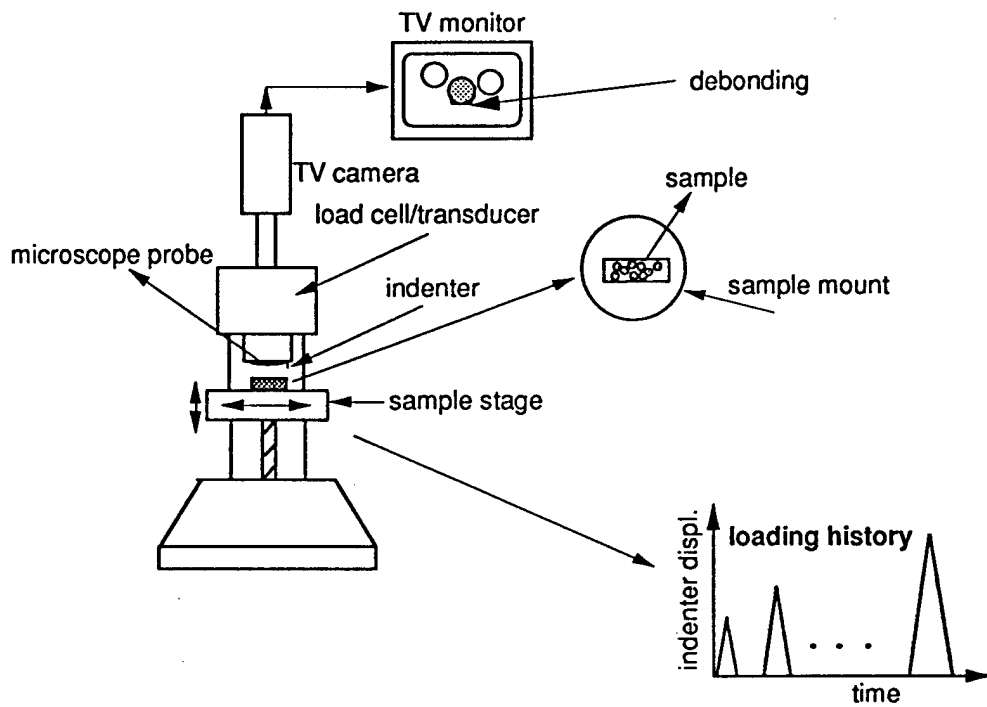 TV monitor
debonding
TV camera
sample
load cell/transducer
microscope probe
indenter
sample mount
sample stage
loading history
indenter displ.
time